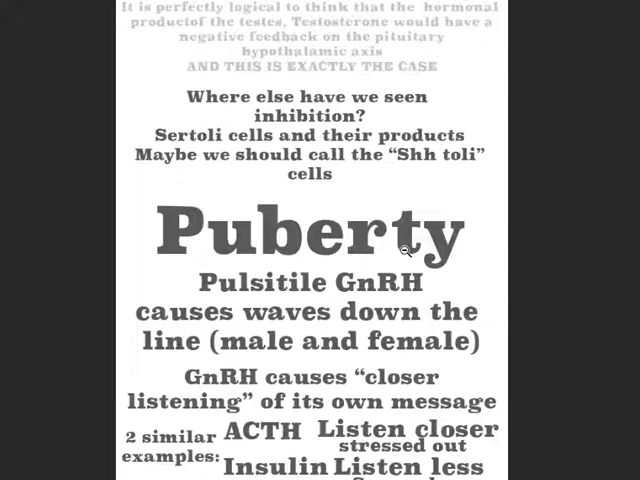 It is perfectly logical to think that the hormonal
productof the testes, Testosterone would have a
negative feedback on the pituitary
hypothalamic axis
AND THIS IS EXACTLY THE CASE
Where else have we seen
inhibition?
Sertoli cells and their products
Maybe we should call the “Shh toli”
cells
Puberty
Pulsitile GnRH
causes waves down the
line (male and female)
GnRH causes “closer
listening” of its own message
2 similar
examples:
ACTH Listen closer
stressed out
Insulin Listen less